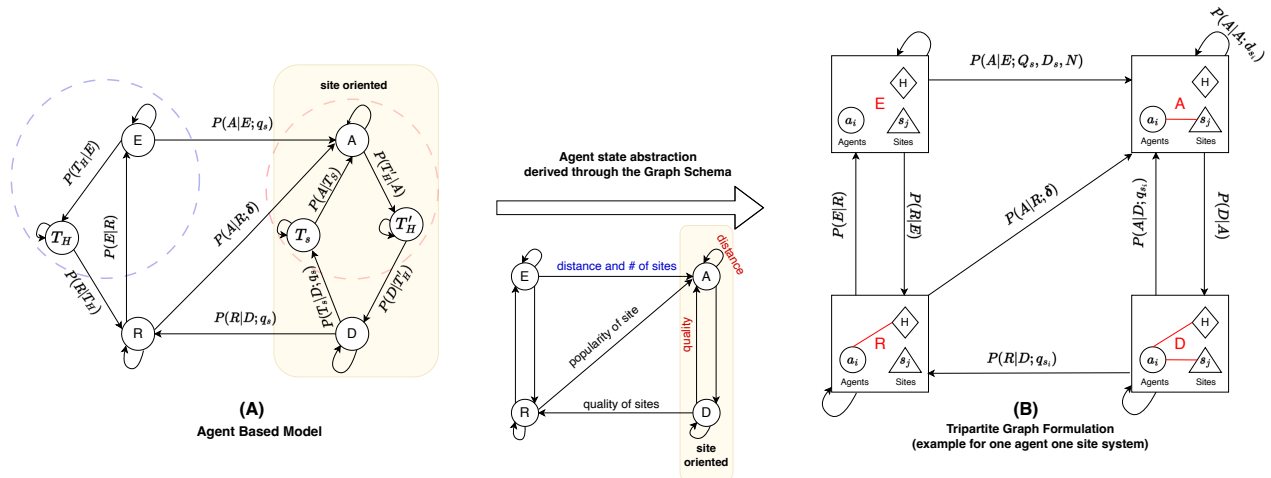 site oriented
E
A
P(A|E; q_s)
P(T_H|E)
P(T'_H|A)
P(A|T_S)
P(E|R)
P(A|R; δ)
T_H
T_s
T'_H
P(R|T_H)
P(T_s|D; q_s)
P(D|T'_H)
P(R|D; q_s)
R
D
(A)
Agent Based Model
Agent state abstraction
derived through the Graph Schema
E
distance and # of sites
A
distance
popularity of site
quality
R
quality of sites
D
site
oriented
P(A|A; d_{s_i})
P(A|E; Q_s, D_s, N)
H
E
a_i
s_j
Agents
Sites
H
A
a_i
s_j
Agents
Sites
P(E|R)
P(R|E)
P(A|R; δ)
P(A|D; q_{s_i})
P(D|A)
H
R
a_i
s_j
Agents
Sites
P(R|D; q_{s_i})
H
D
a_i
s_j
Agents
Sites
(B)
Tripartite Graph Formulation
(example for one agent one site system)